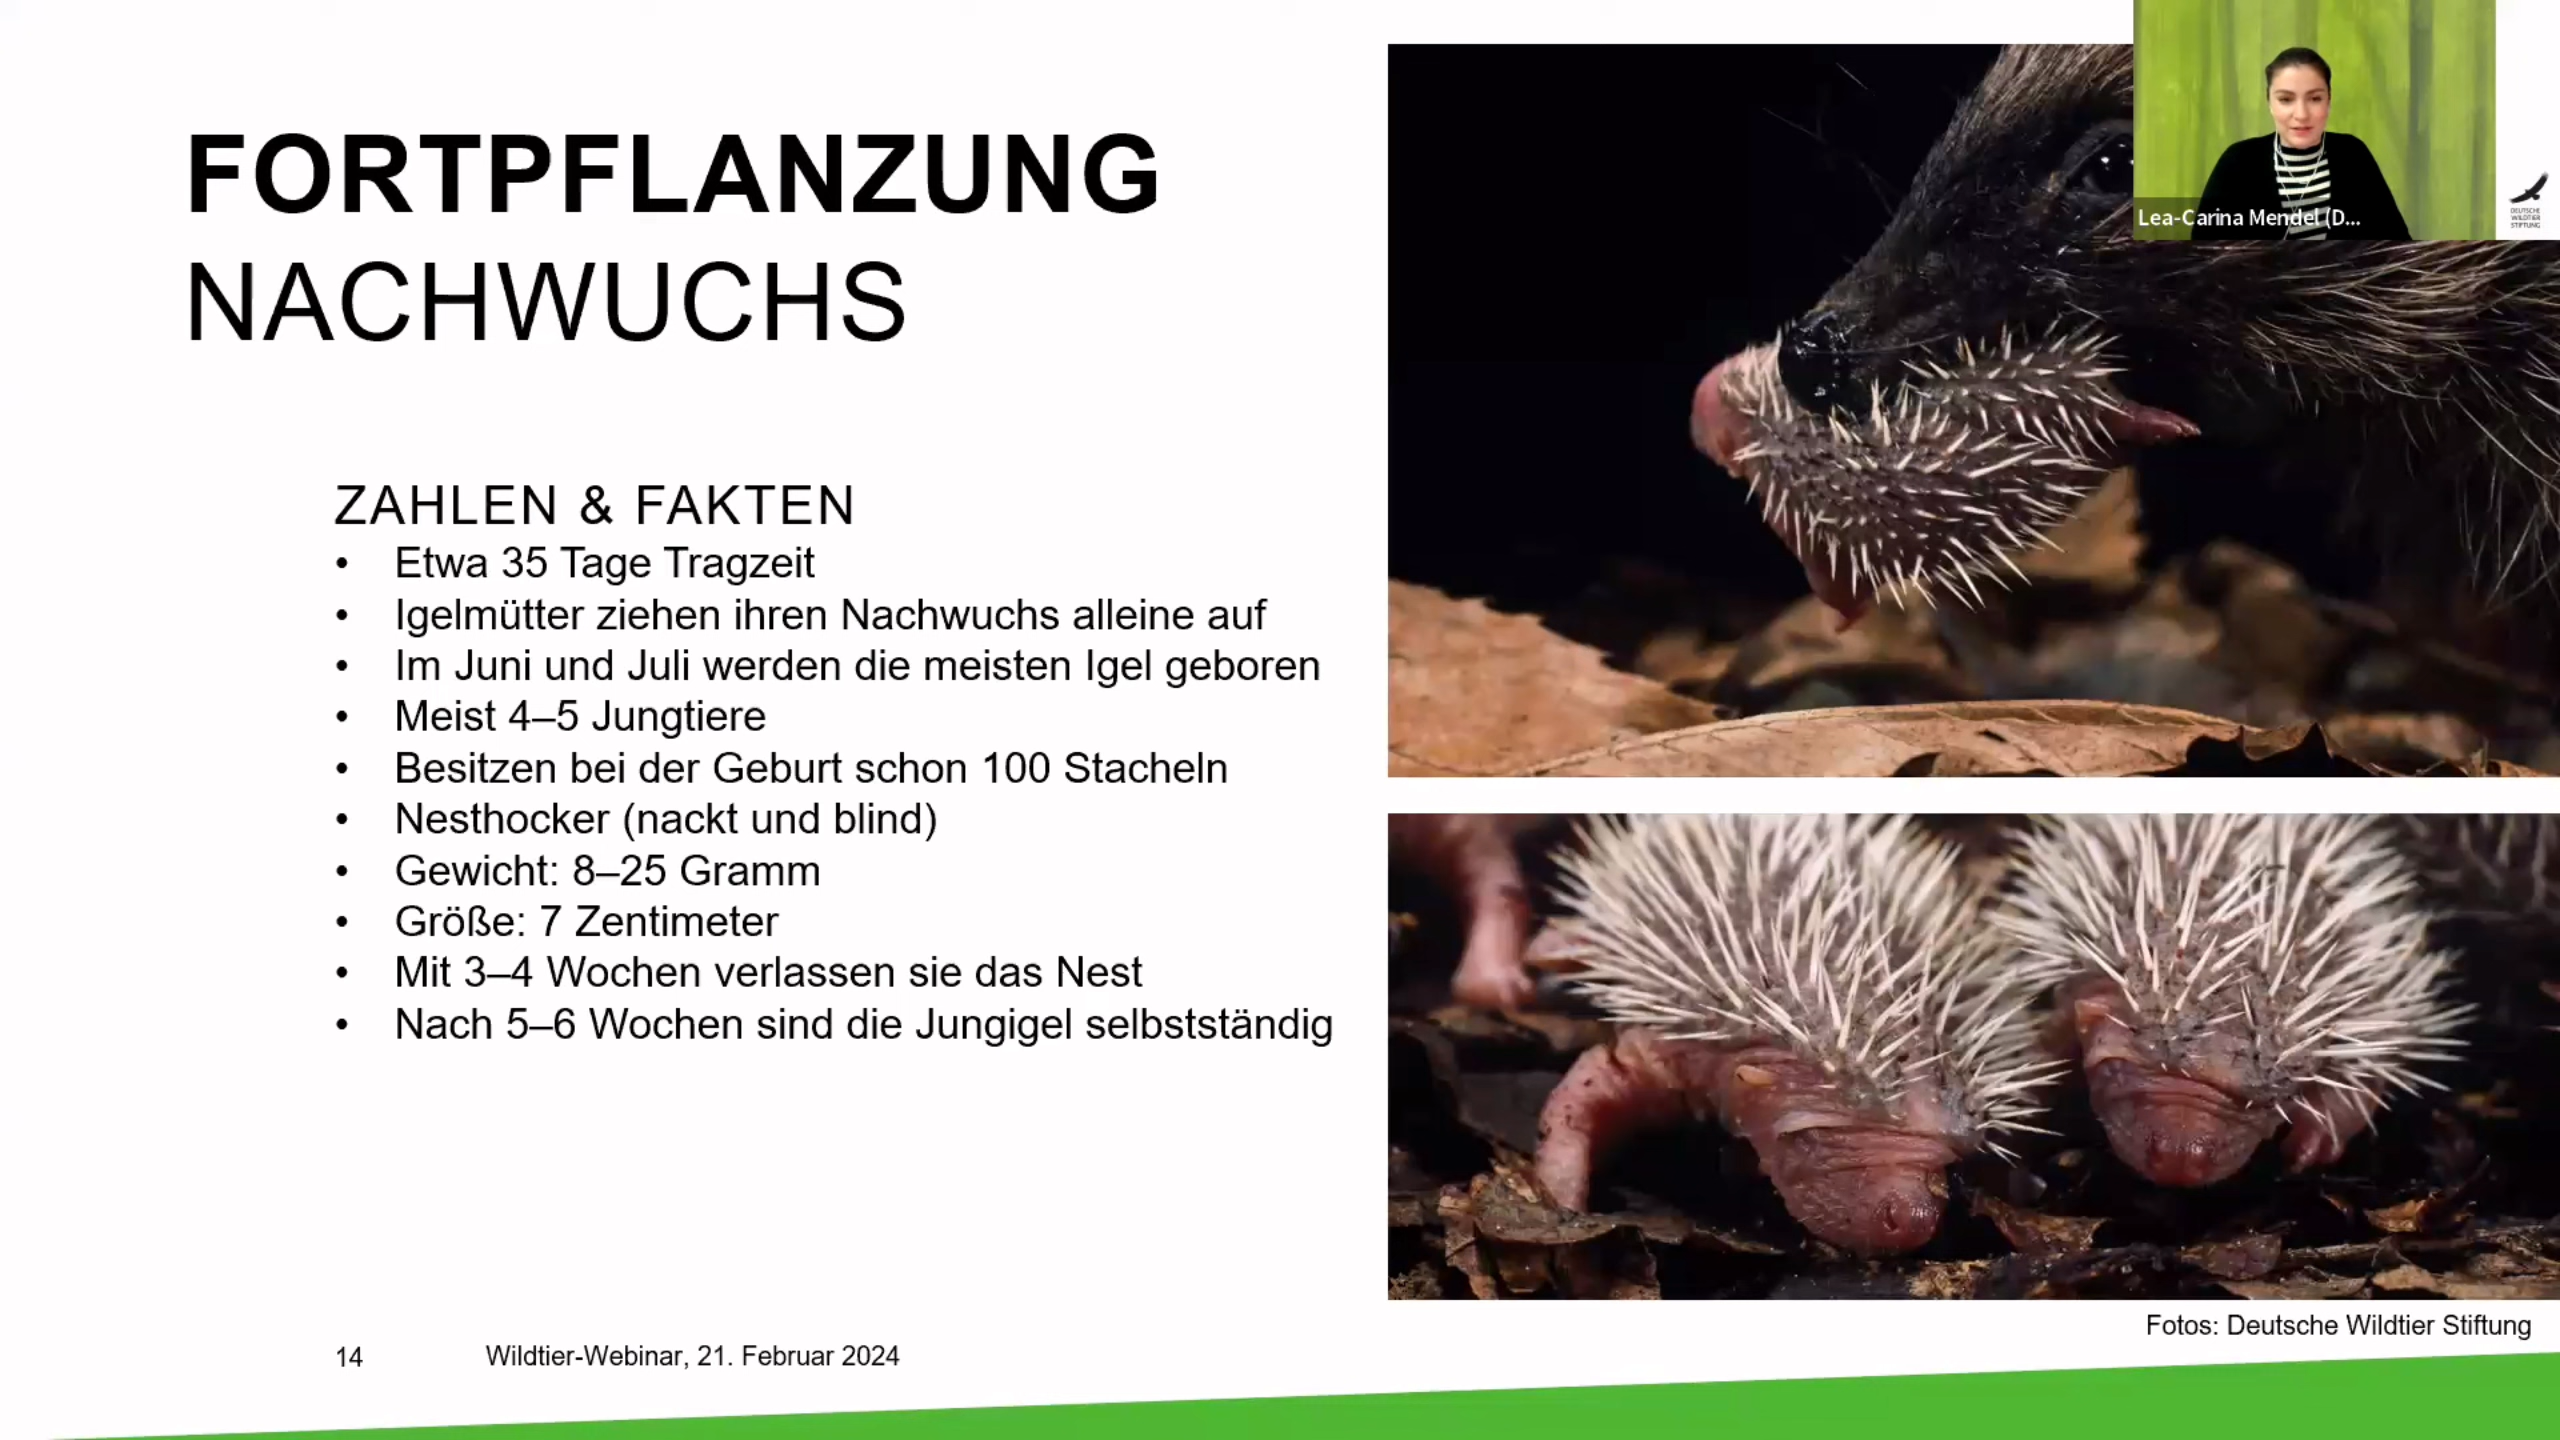 FORTPFLANZUNG
NACHWUCHS
ZAHLEN & FAKTEN
• Etwa 35 Tage Tragzeit
• Igelmütter ziehen ihren Nachwuchs alleine auf
• Im Juni und Juli werden die meisten Igel geboren
• Meist 4–5 Jungtiere
• Besitzen bei der Geburt schon 100 Stacheln
• Nesthocker (nackt und blind)
• Gewicht: 8–25 Gramm
• Größe: 7 Zentimeter
• Mit 3–4 Wochen verlassen sie das Nest
• Nach 5–6 Wochen sind die Jungigel selbstständig
Lea-Carina Mendel (D...
DEUTSCHE
WILDTIER
STIFTUNG
Fotos: Deutsche Wildtier Stiftung
14 Wildtier-Webinar, 21. Februar 2024